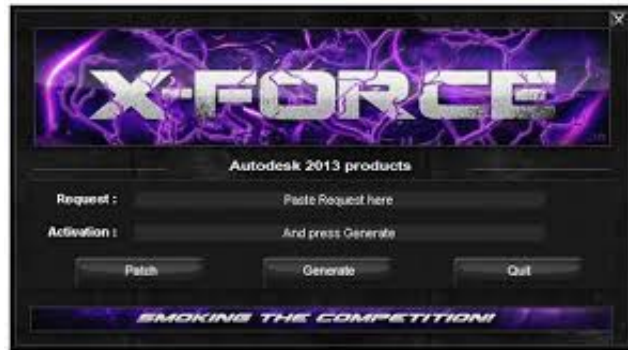 X-FORCE
Autodesk 2013 products
Request :
Paste Request here
Activation :
And press Generate
Patch
Generate
Quit
SMOKING THE COMPETITION!